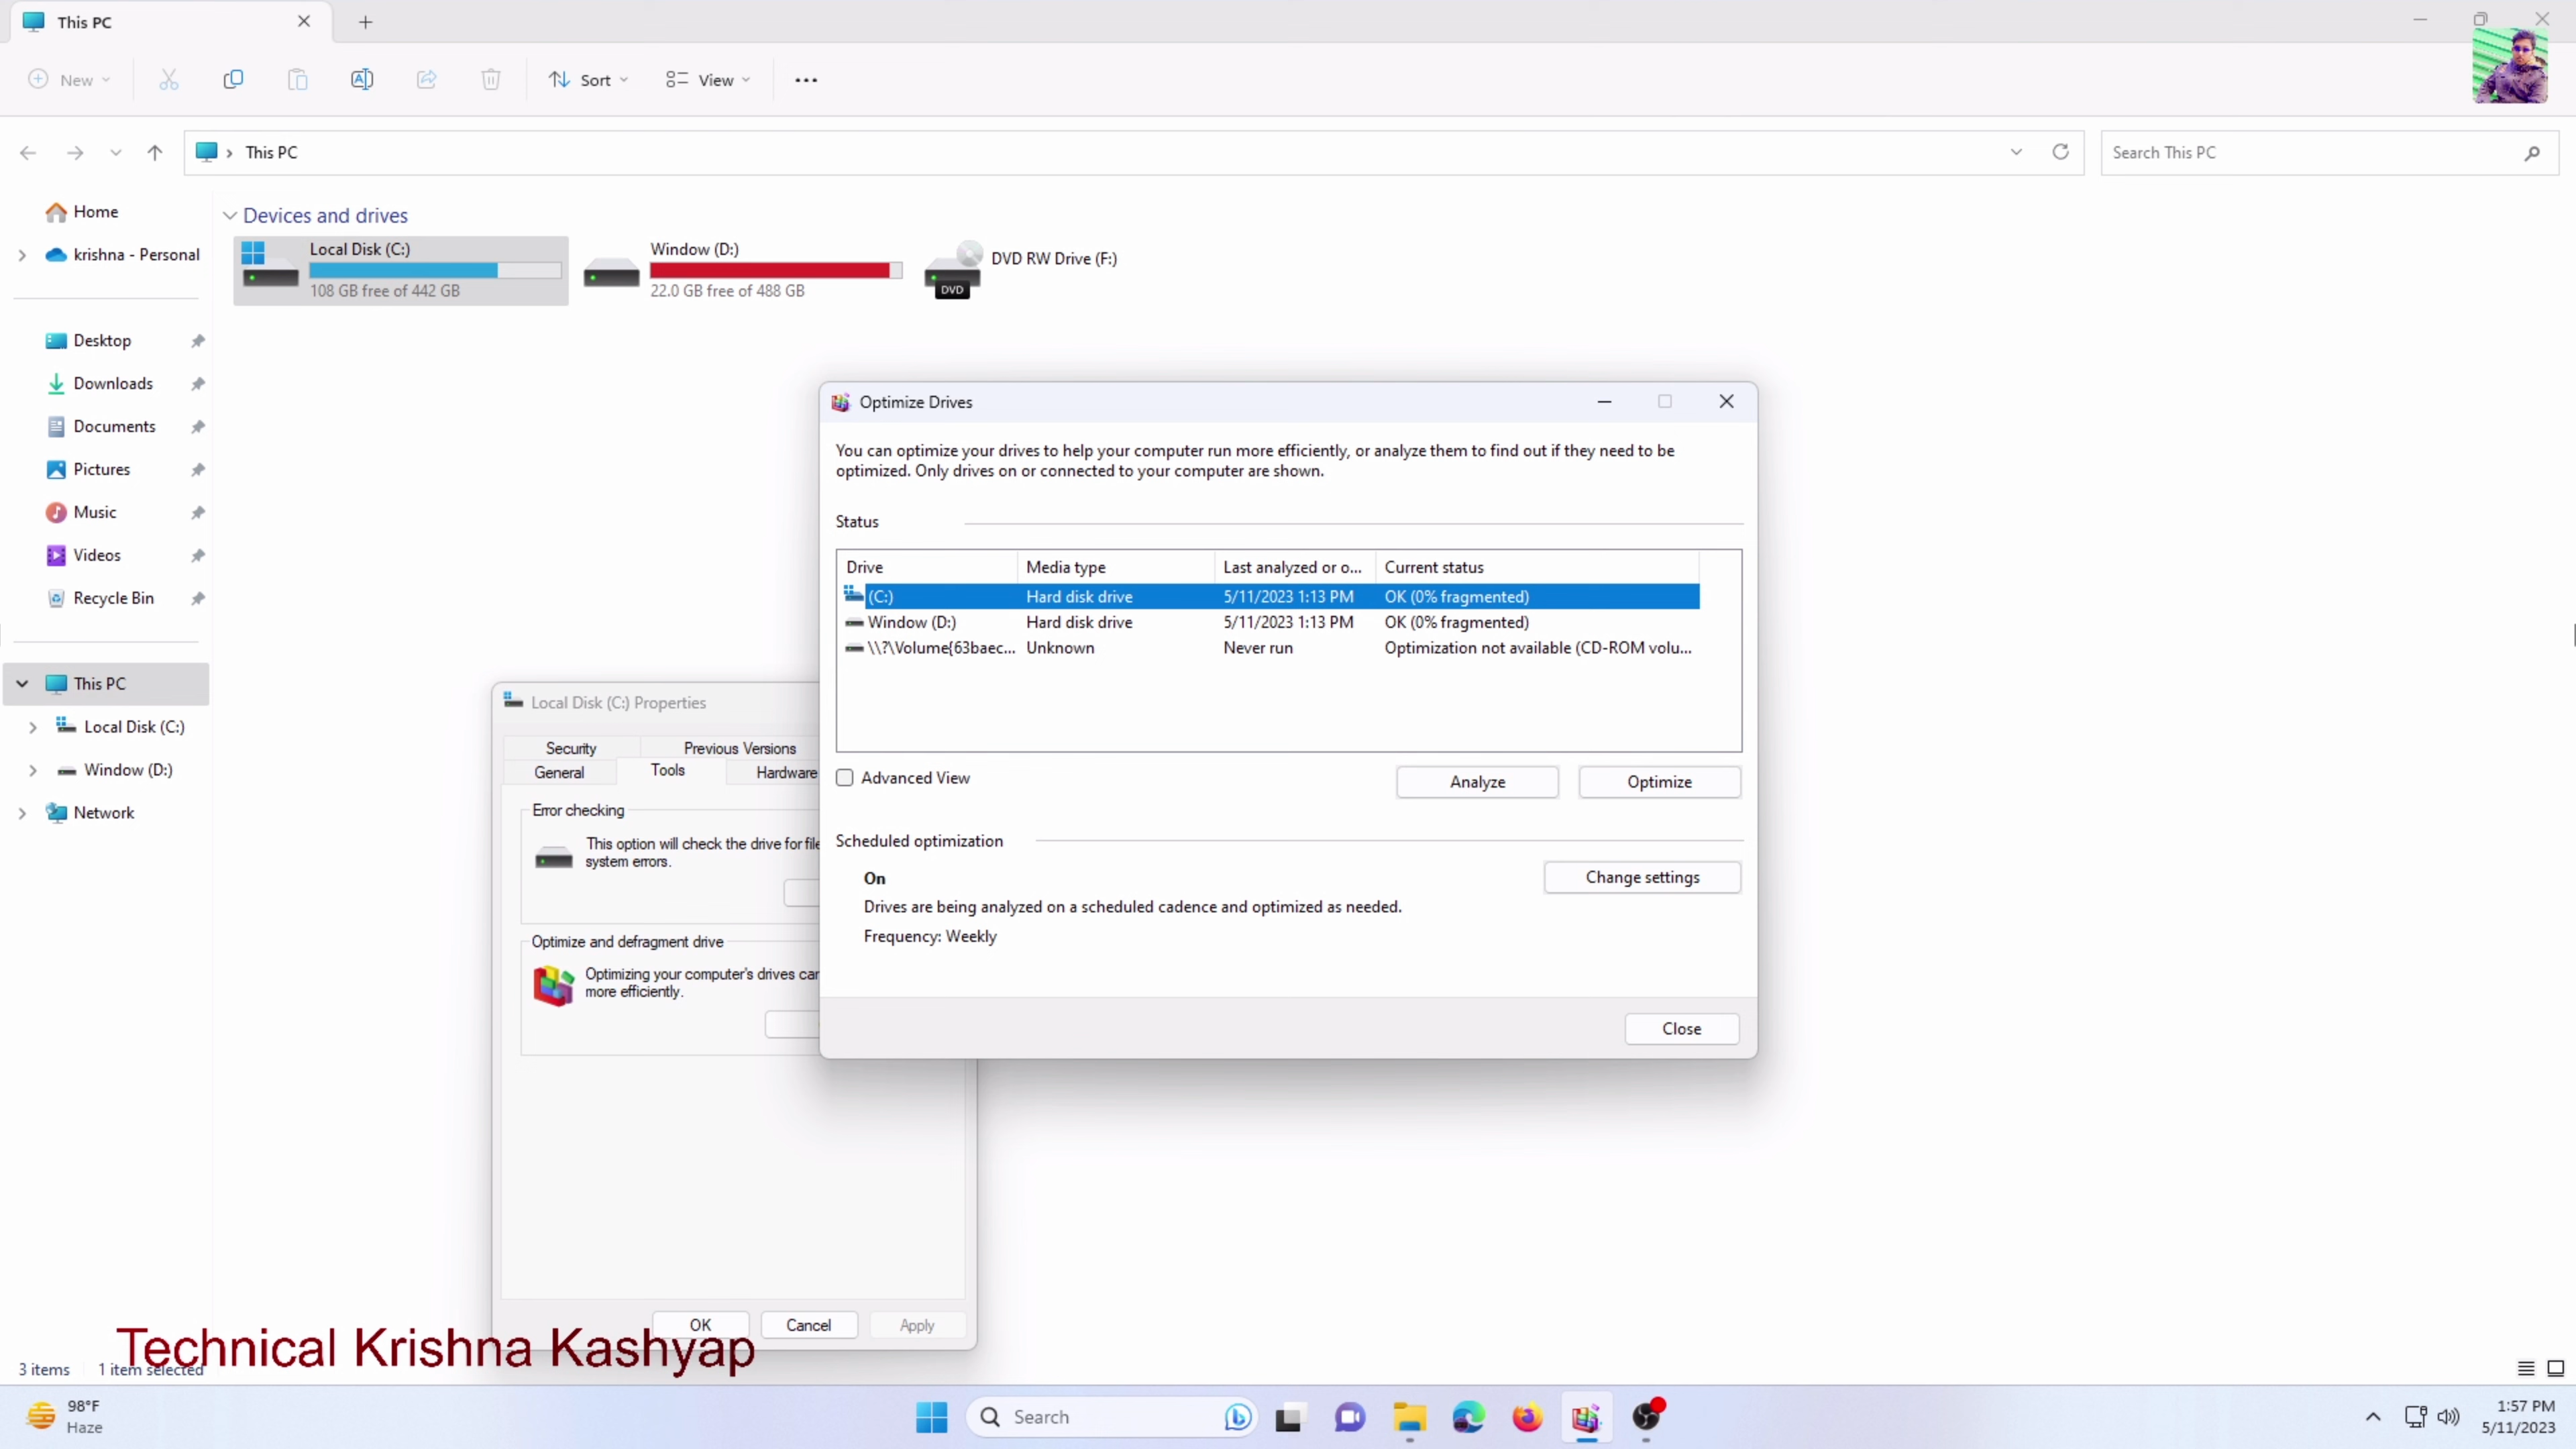 This PC
New
Sort
View
This PC
Search This PC
Home
krishna - Personal
Desktop
Downloads
Documents
Pictures
Music
Videos
Recycle Bin
This PC
Local Disk (C:)
Window (D:)
Network
Devices and drives
Local Disk (C:)
108 GB free of 442 GB
Window (D:)
22.0 GB free of 488 GB
DVD
DVD RW Drive (F:)
Local Disk (C:) Properties
Security Previous Versions
General Tools Hardware
Error checking
This option will check the drive for file
system errors.
Optimize and defragment drive
Optimizing your computer's drives can
more efficiently.
OK Cancel Apply
Optimize Drives
You can optimize your drives to help your computer run more efficiently, or analyze them to find out if they need to be
optimized. Only drives on or connected to your computer are shown.
Status
Drive Media type Last analyzed or o... Current status
(C:) Hard disk drive 5/11/2023 1:13 PM OK (0% fragmented)
Window (D:) Hard disk drive 5/11/2023 1:13 PM OK (0% fragmented)
\\?\Volume{63baec... Unknown Never run Optimization not available (CD-ROM volu...
Advanced View
Analyze Optimize
Scheduled optimization
On
Change settings
Drives are being analyzed on a scheduled cadence and optimized as needed.
Frequency: Weekly
Close
Technical Krishna Kashyap
3 items 1 item selected
98°F
Haze
Search
1:57 PM
5/11/2023